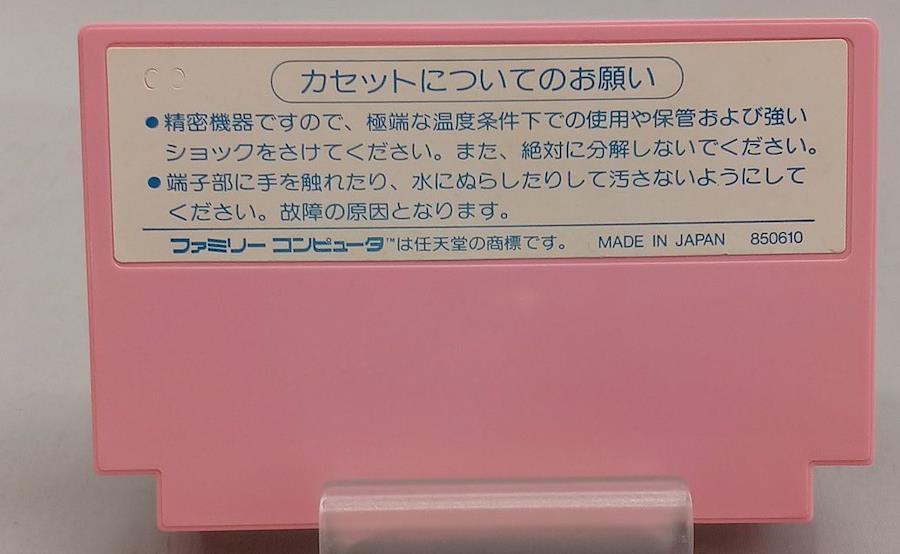 カセットについてのお願い
●精密機器ですので、極端な温度条件下での使用や保管および強い
ショックをさけてください。また、絶対に分解しないでください。
●端子部に手を触れたり、水にぬらしたりして汚さないようにして
ください。故障の原因となります。
ファミリー コンピュータ™は任天堂の商標です。 MADE IN JAPAN 850610